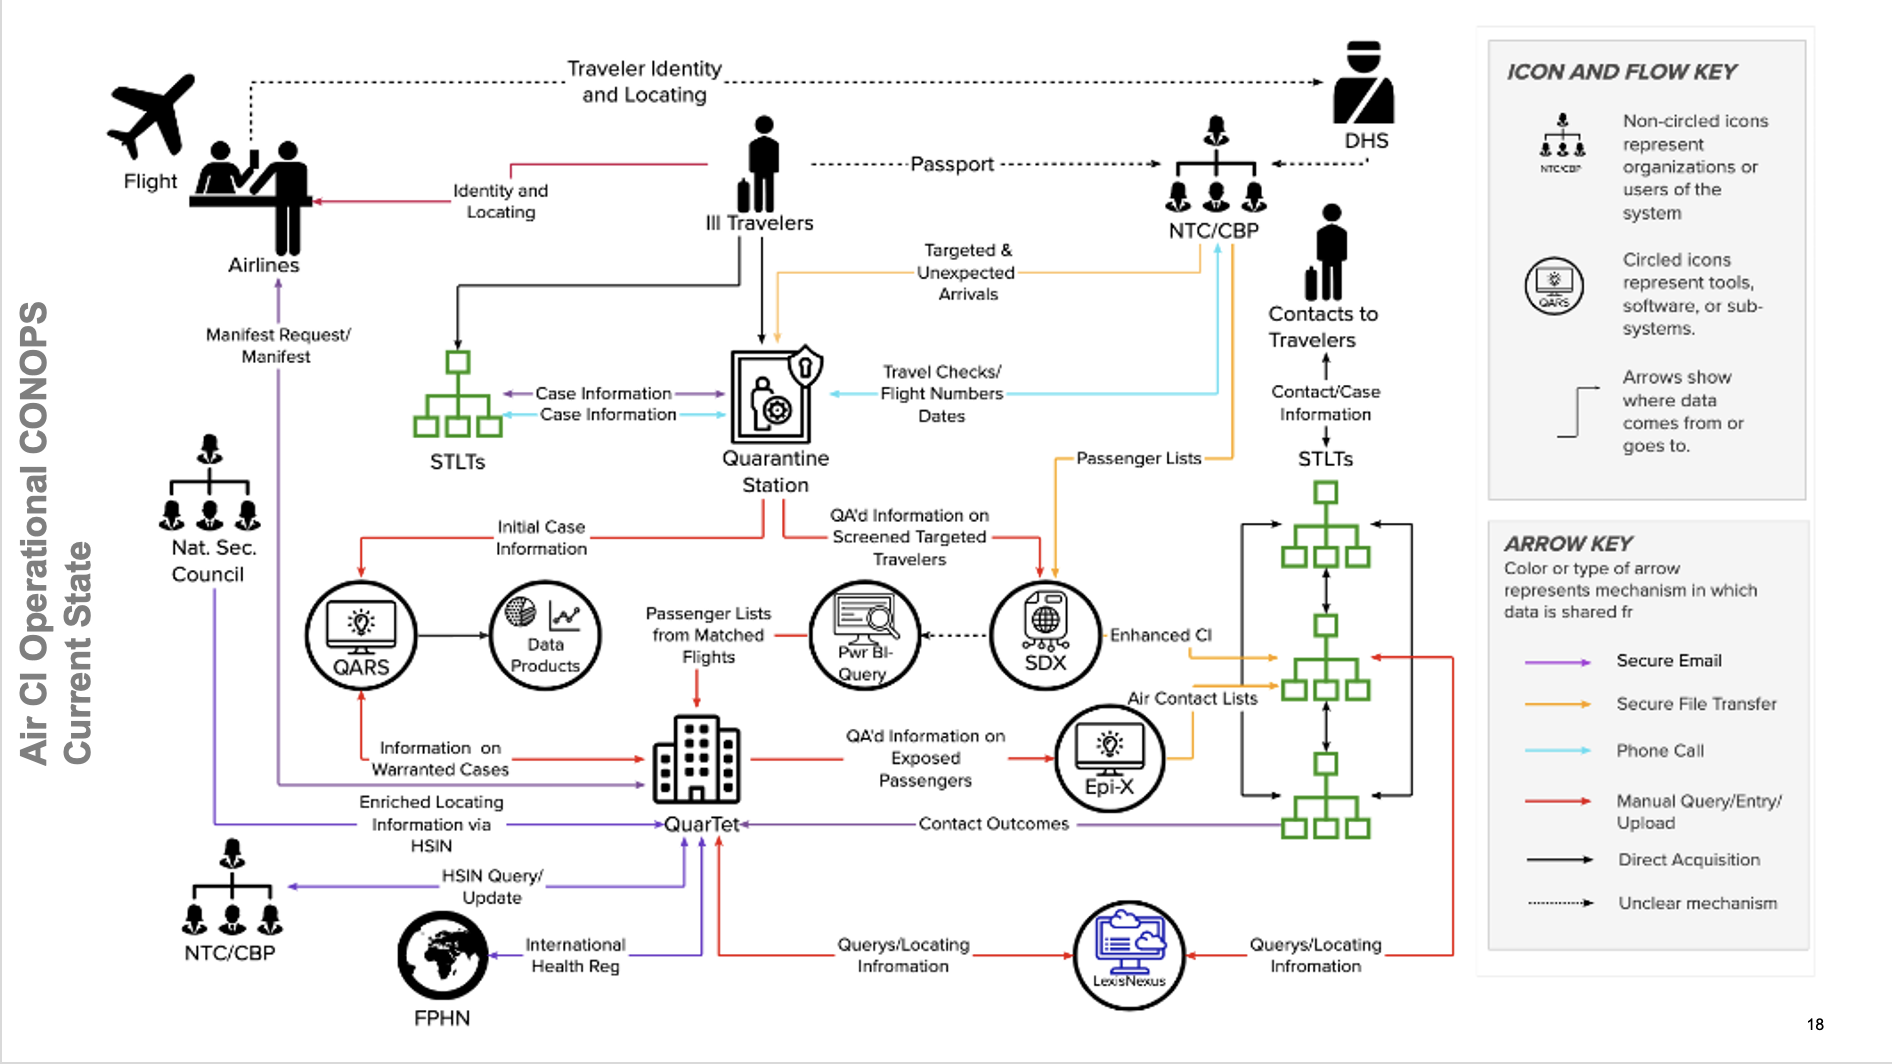 Air CI Operational CONOPS
Current State
Flight
Airlines
Traveler Identity
and Locating
DHS
Identity and
Locating
Ill Travelers
Passport
NTC/CBP
Targeted &
Unexpected
Arrivals
Contacts to
Travelers
Manifest Request/
Manifest
Case Information
Case Information
STLTs
Quarantine
Station
Travel Checks/
Flight Numbers
Dates
Contact/Case
Information
STLTs
Passenger Lists
Nat. Sec.
Council
Initial Case
Information
QA'd Information on
Screened Targeted
Travelers
QARS
Data
Products
Passenger Lists
from Matched
Flights
Pwr BI-
Query
SDX
Enhanced CI
Air Contact Lists
Information on
Warranted Cases
QA'd Information on
Exposed
Passengers
Epi-X
Enriched Locating
Information via
HSIN
QuarTet
Contact Outcomes
HSIN Query/
Update
NTC/CBP
International
Health Reg
FPHN
Querys/Locating
Infromation
LexisNexus
Querys/Locating
Infromation
ICON AND FLOW KEY
NTC/CBP
Non-circled icons
represent
organizations or
users of the
system
QARS
Circled icons
represent tools,
software, or sub-
systems.
Arrows show
where data
comes from or
goes to.
ARROW KEY
Color or type of arrow
represents mechanism in which
data is shared fr
Secure Email
Secure File Transfer
Phone Call
Manual Query/Entry/
Upload
Direct Acquisition
Unclear mechanism
18